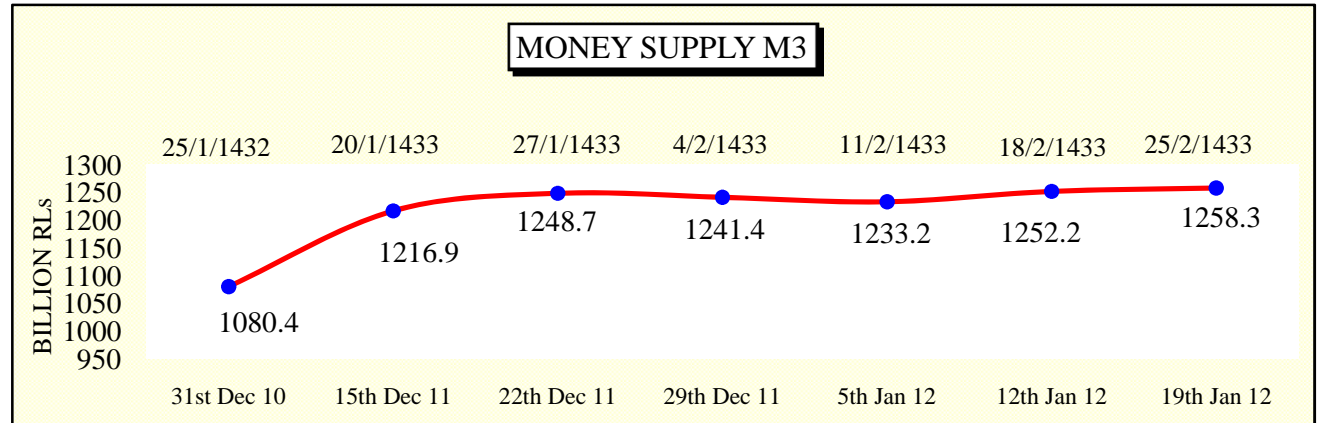 MONEY SUPPLY M3
25/1/1432 20/1/1433 27/1/1433 4/2/1433 11/2/1433 18/2/1433 25/2/1433
BILLION RLs
1300
1250
1200
1150
1100
1050
1000
950
1080.4 1216.9 1248.7 1241.4 1233.2 1252.2 1258.3
31st Dec 10 15th Dec 11 22th Dec 11 29th Dec 11 5th Jan 12 12th Jan 12 19th Jan 12